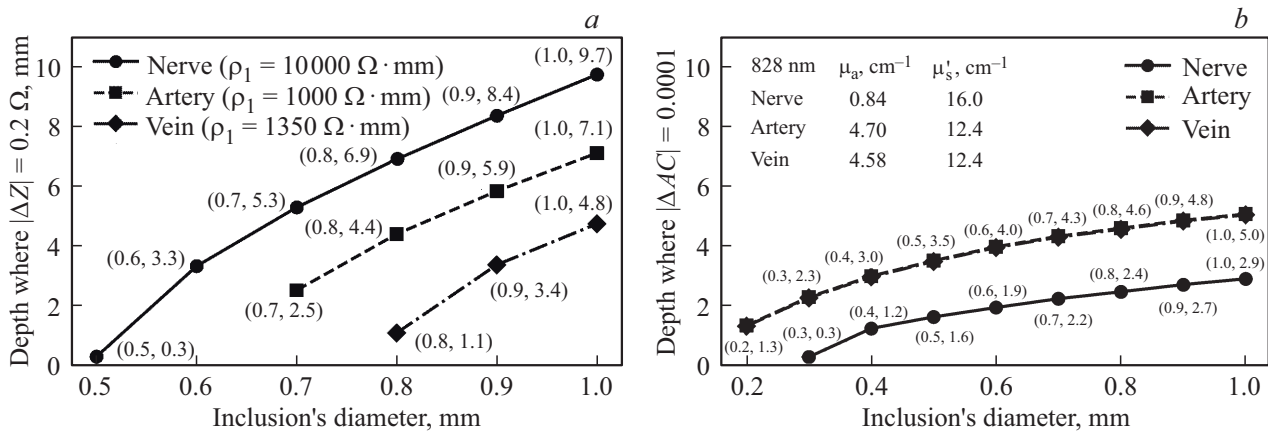 a
Depth where |ΔZ| = 0.2 Ω, mm
10
8
6
4
2
0
Nerve (ρ1 = 10000 Ω · mm)
Artery (ρ1 = 1000 Ω · mm)
Vein (ρ1 = 1350 Ω · mm)
(1.0, 9.7)
(0.9, 8.4)
(0.8, 6.9)
(0.7, 5.3)
(0.6, 3.3)
(0.5, 0.3)
(1.0, 7.1)
(0.9, 5.9)
(0.8, 4.4)
(0.7, 2.5)
(1.0, 4.8)
(0.9, 3.4)
(0.8, 1.1)
0.5 0.6 0.7 0.8 0.9 1.0
Inclusion's diameter, mm
b
Depth where |ΔAC| = 0.0001
10
8
6
4
2
0
828 nm μa, cm–1 μ's, cm–1
Nerve 0.84 16.0
Artery 4.70 12.4
Vein 4.58 12.4
Nerve
Artery
Vein
(0.2, 1.3)
(0.3, 2.3)
(0.4, 3.0)
(0.5, 3.5)
(0.6, 4.0)
(0.7, 4.3)
(0.8, 4.6)
(0.9, 4.8)
(1.0, 5.0)
(0.3, 0.3)
(0.4, 1.2)
(0.5, 1.6)
(0.6, 1.9)
(0.7, 2.2)
(0.8, 2.4)
(0.9, 2.7)
(1.0, 2.9)
0.2 0.4 0.6 0.8 1.0
Inclusion's diameter, mm